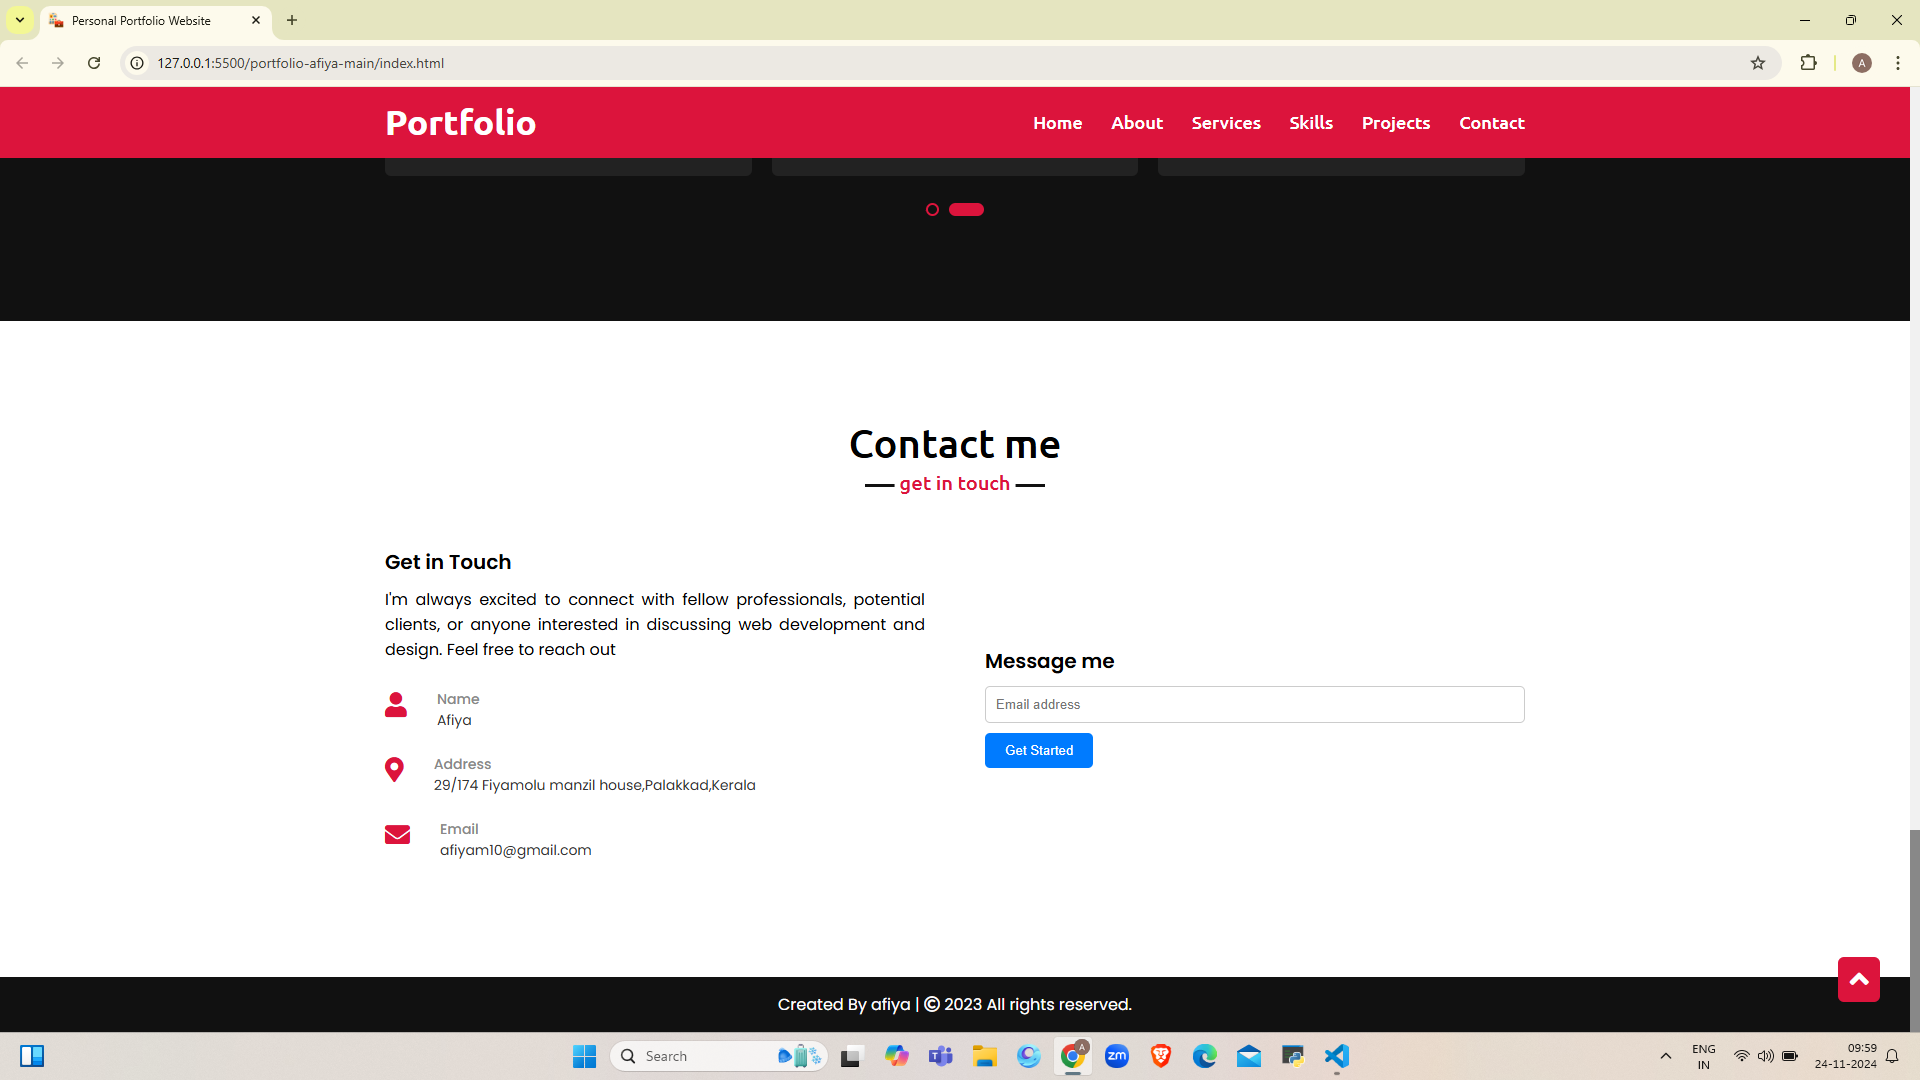 Personal Portfolio Website
127.0.0.1:5500/portfolio-afiya-main/index.html
A
Portfolio
Home About Services Skills Projects Contact
Contact me
get in touch
Get in Touch
I'm always excited to connect with fellow professionals, potential
clients, or anyone interested in discussing web development and
design. Feel free to reach out
Name
Afiya
Address
29/174 Fiyamolu manzil house,Palakkad,Kerala
Email
afiyam10@gmail.com
Message me
Email address
Get Started
Created By afiya | © 2023 All rights reserved.
Search
A
zm
ENG
IN
09:59
24-11-2024